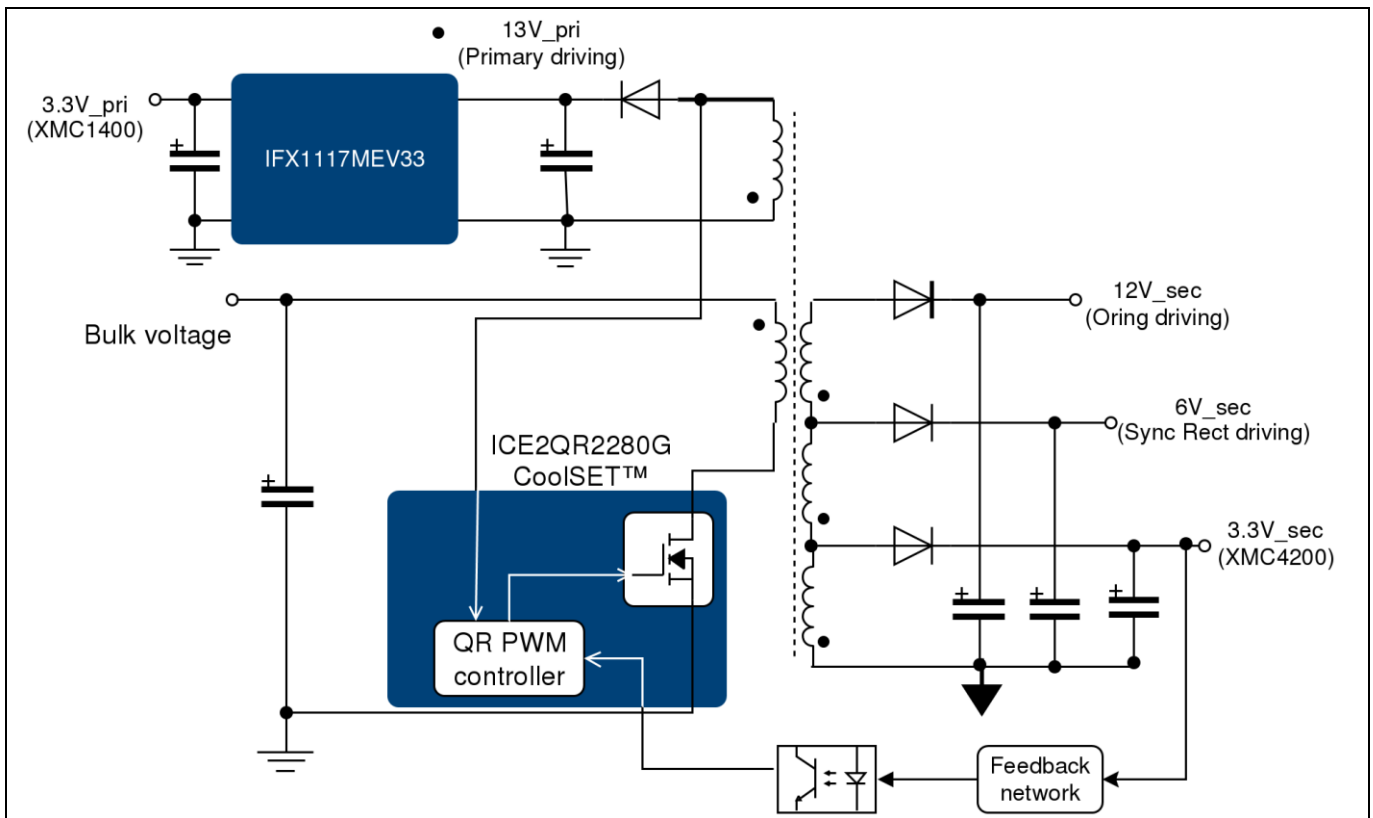 13V_pri
(Primary driving)
3.3V_pri
(XMC1400)
IFX1117MEV33
Bulk voltage
12V_sec
(Oring driving)
6V_sec
(Sync Rect driving)
ICE2QR2280G
CoolSET™
3.3V_sec
(XMC4200)
QR PWM
controller
Feedback
network